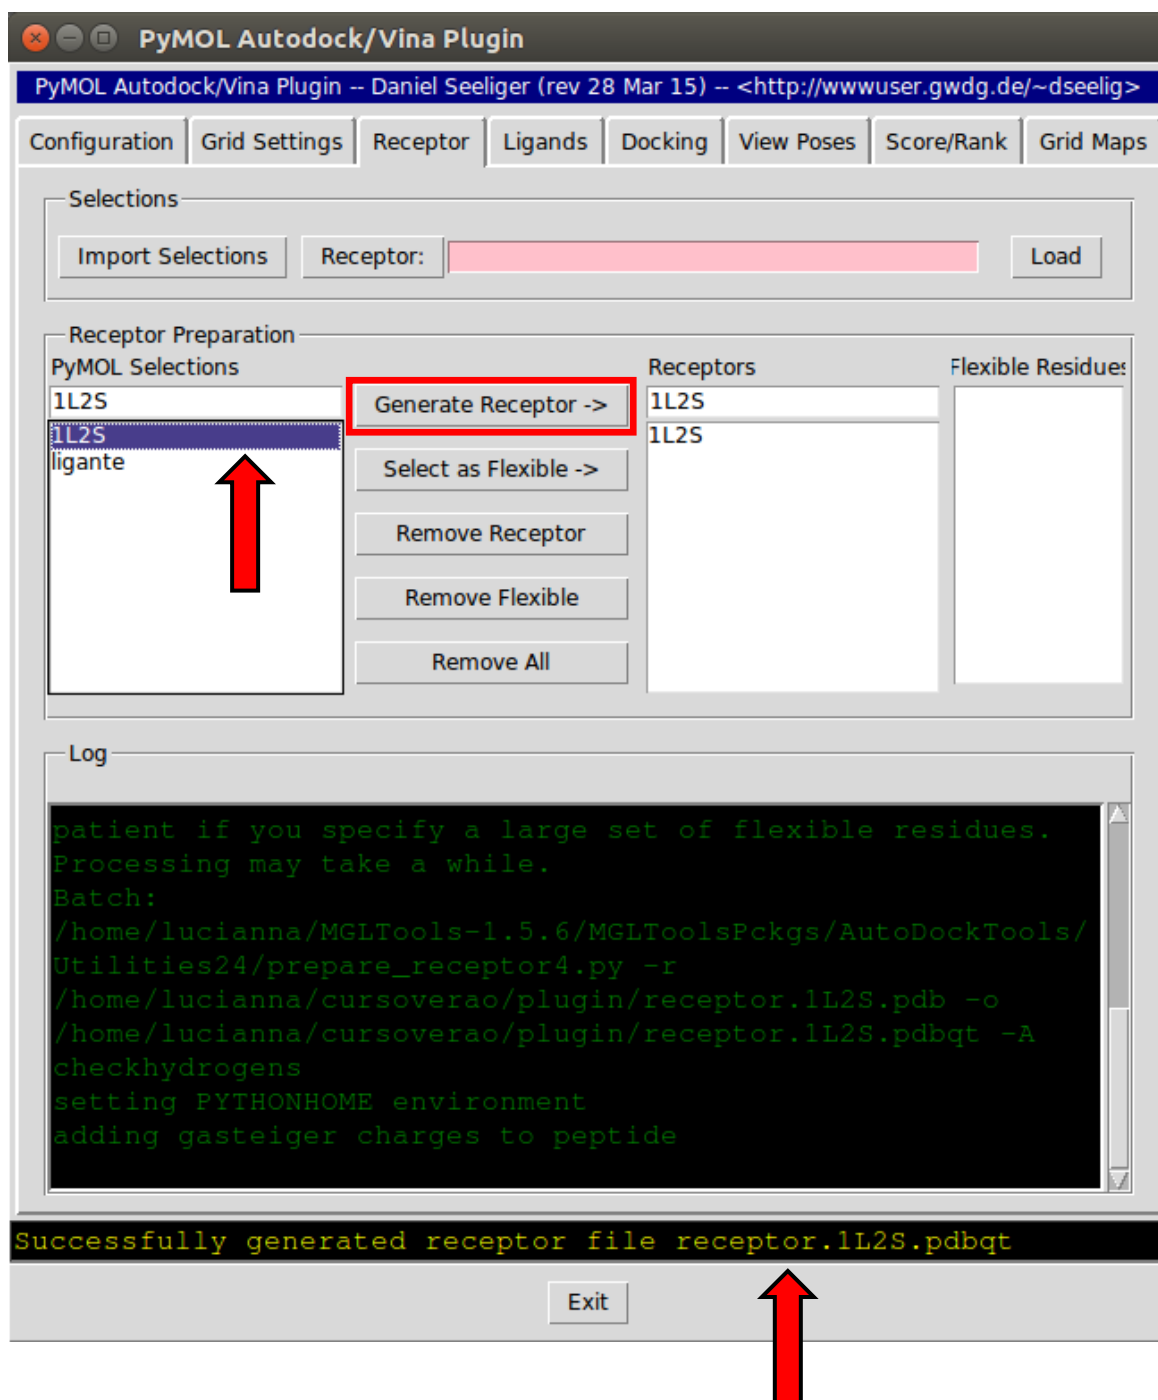 PyMOL Autodock/Vina Plugin
PyMOL Autodock/Vina Plugin -- Daniel Seeliger (rev 28 Mar 15) -- <http://wwwuser.gwdg.de/~dseelig>
Configuration Grid Settings Receptor Ligands Docking View Poses Score/Rank Grid Maps
Selections
Import Selections Receptor: Load
Receptor Preparation
PyMOL Selections Receptors Flexible Residues
1L2S Generate Receptor -> 1L2S
1L2S 1L2S
ligante Select as Flexible ->
Remove Receptor
Remove Flexible
Remove All
Log
patient if you specify a large set of flexible residues.
Processing may take a while.
Batch:
/home/lucianna/MGLTools-1.5.6/MGLToolsPckgs/AutoDockTools/
Utilities24/prepare_receptor4.py -r
/home/lucianna/cursoverao/plugin/receptor.1L2S.pdb -o
/home/lucianna/cursoverao/plugin/receptor.1L2S.pdbqt -A
checkhydrogens
setting PYTHONHOME environment
adding gasteiger charges to peptide
Successfully generated receptor file receptor.1L2S.pdbqt
Exit